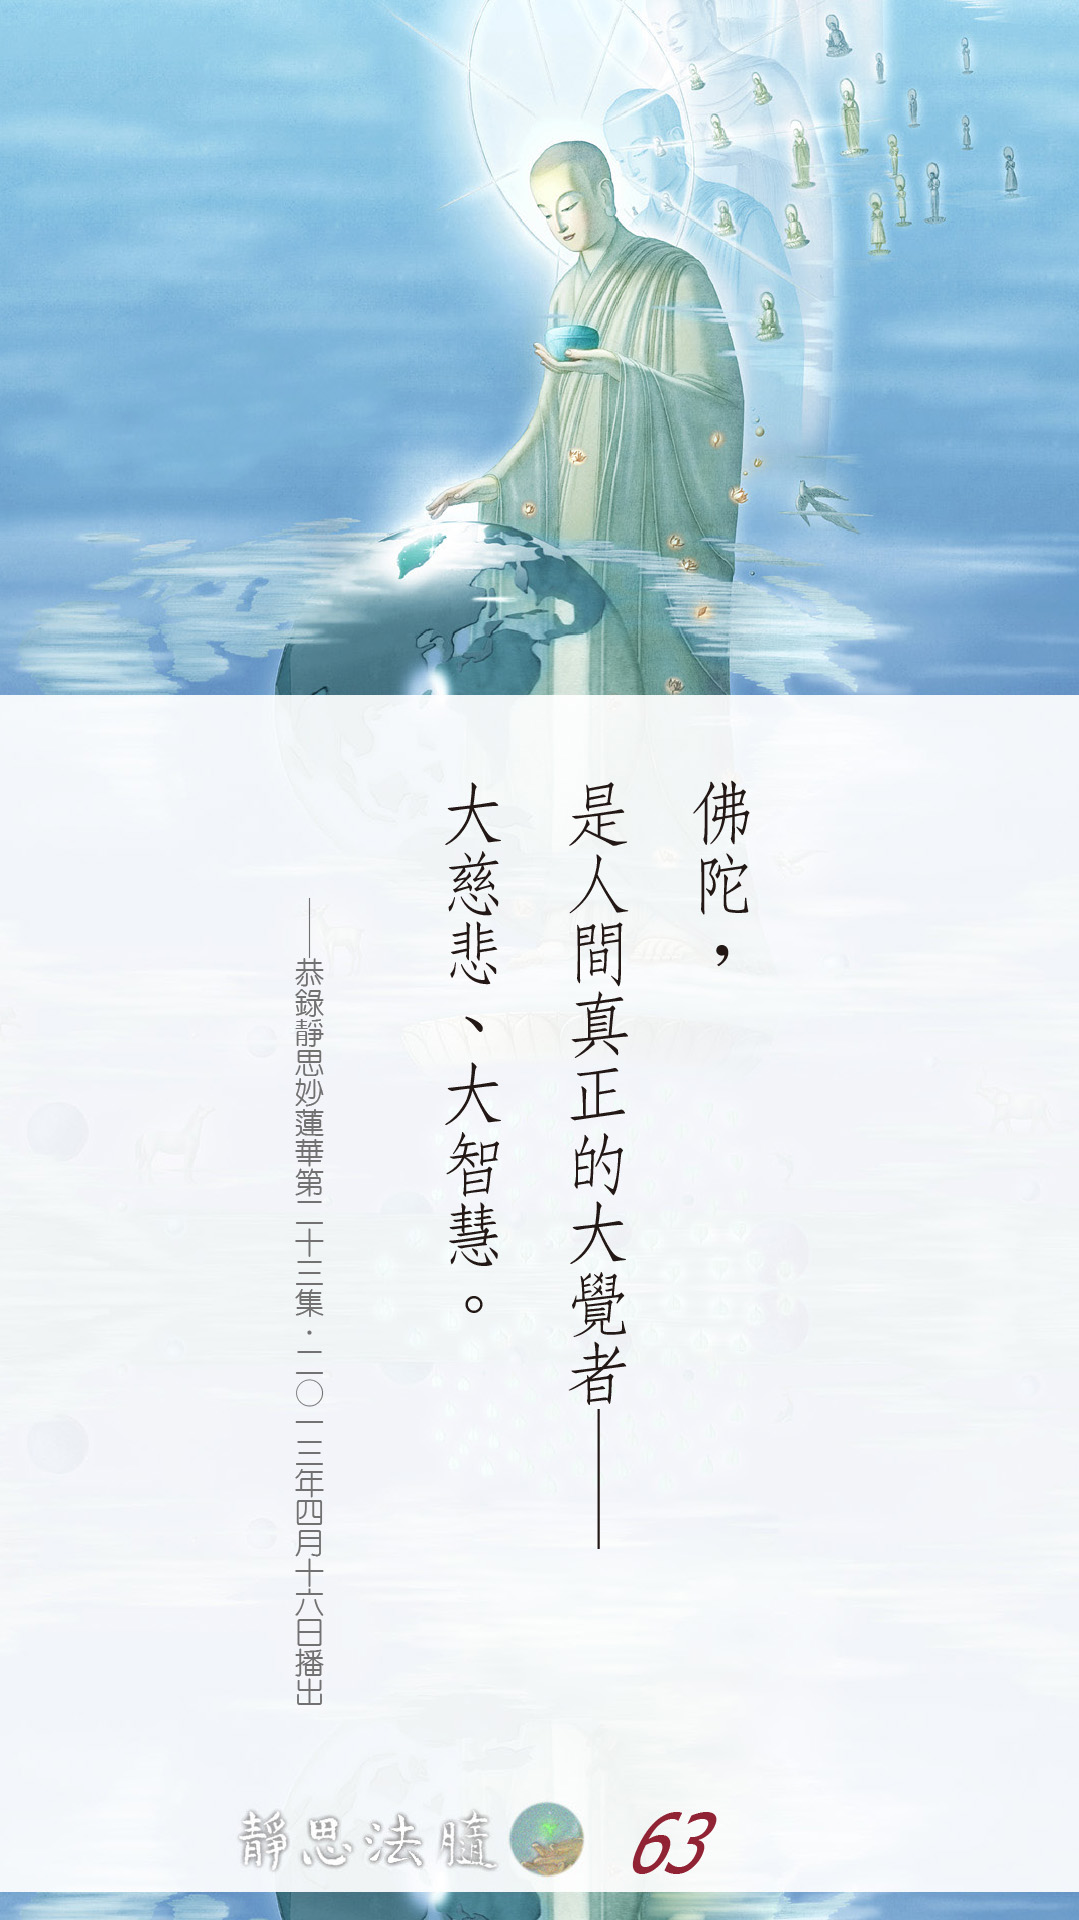 佛陀，
是人間真正的大覺者——
大慈悲、大智慧。
——恭錄靜思妙蓮華第二十三集．二〇一三年四月十六日播出
靜思法髓
63